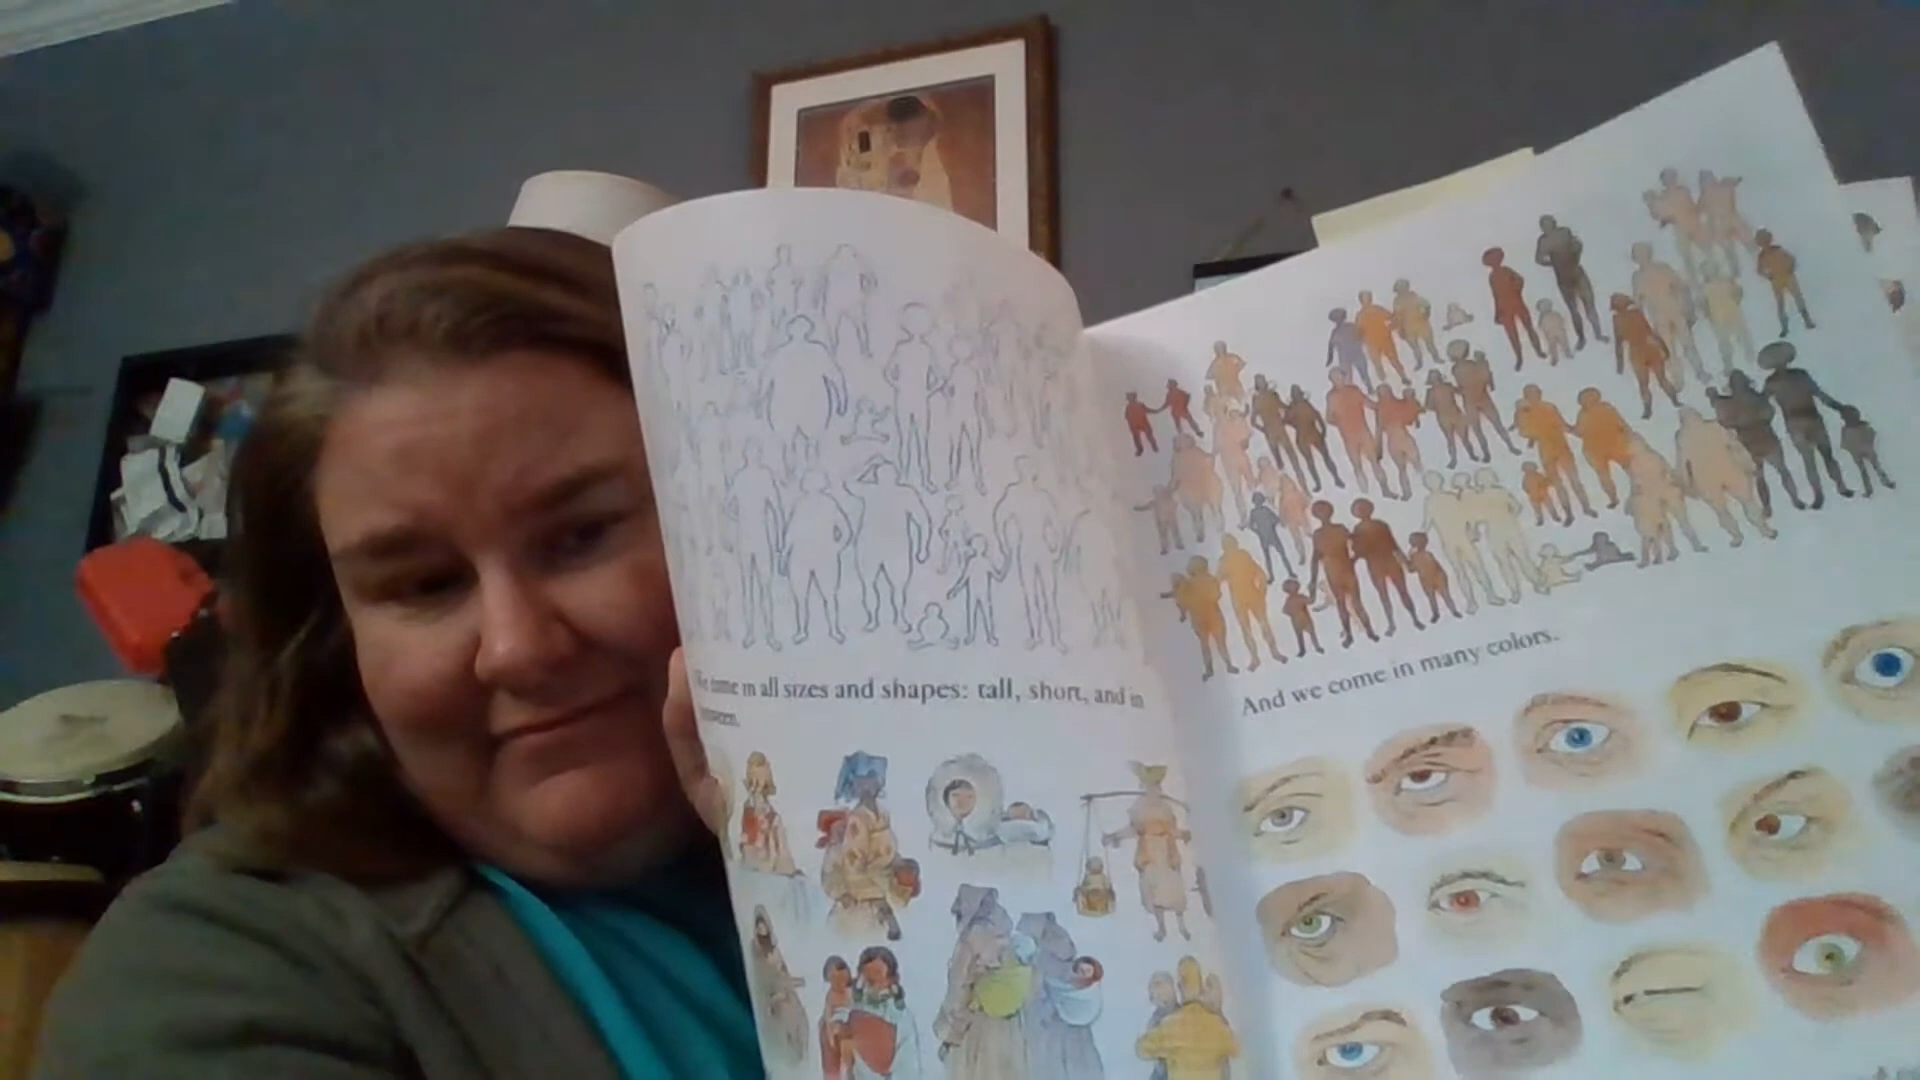 come in all sizes and shapes: tall, short, and in
And we come in many colors.